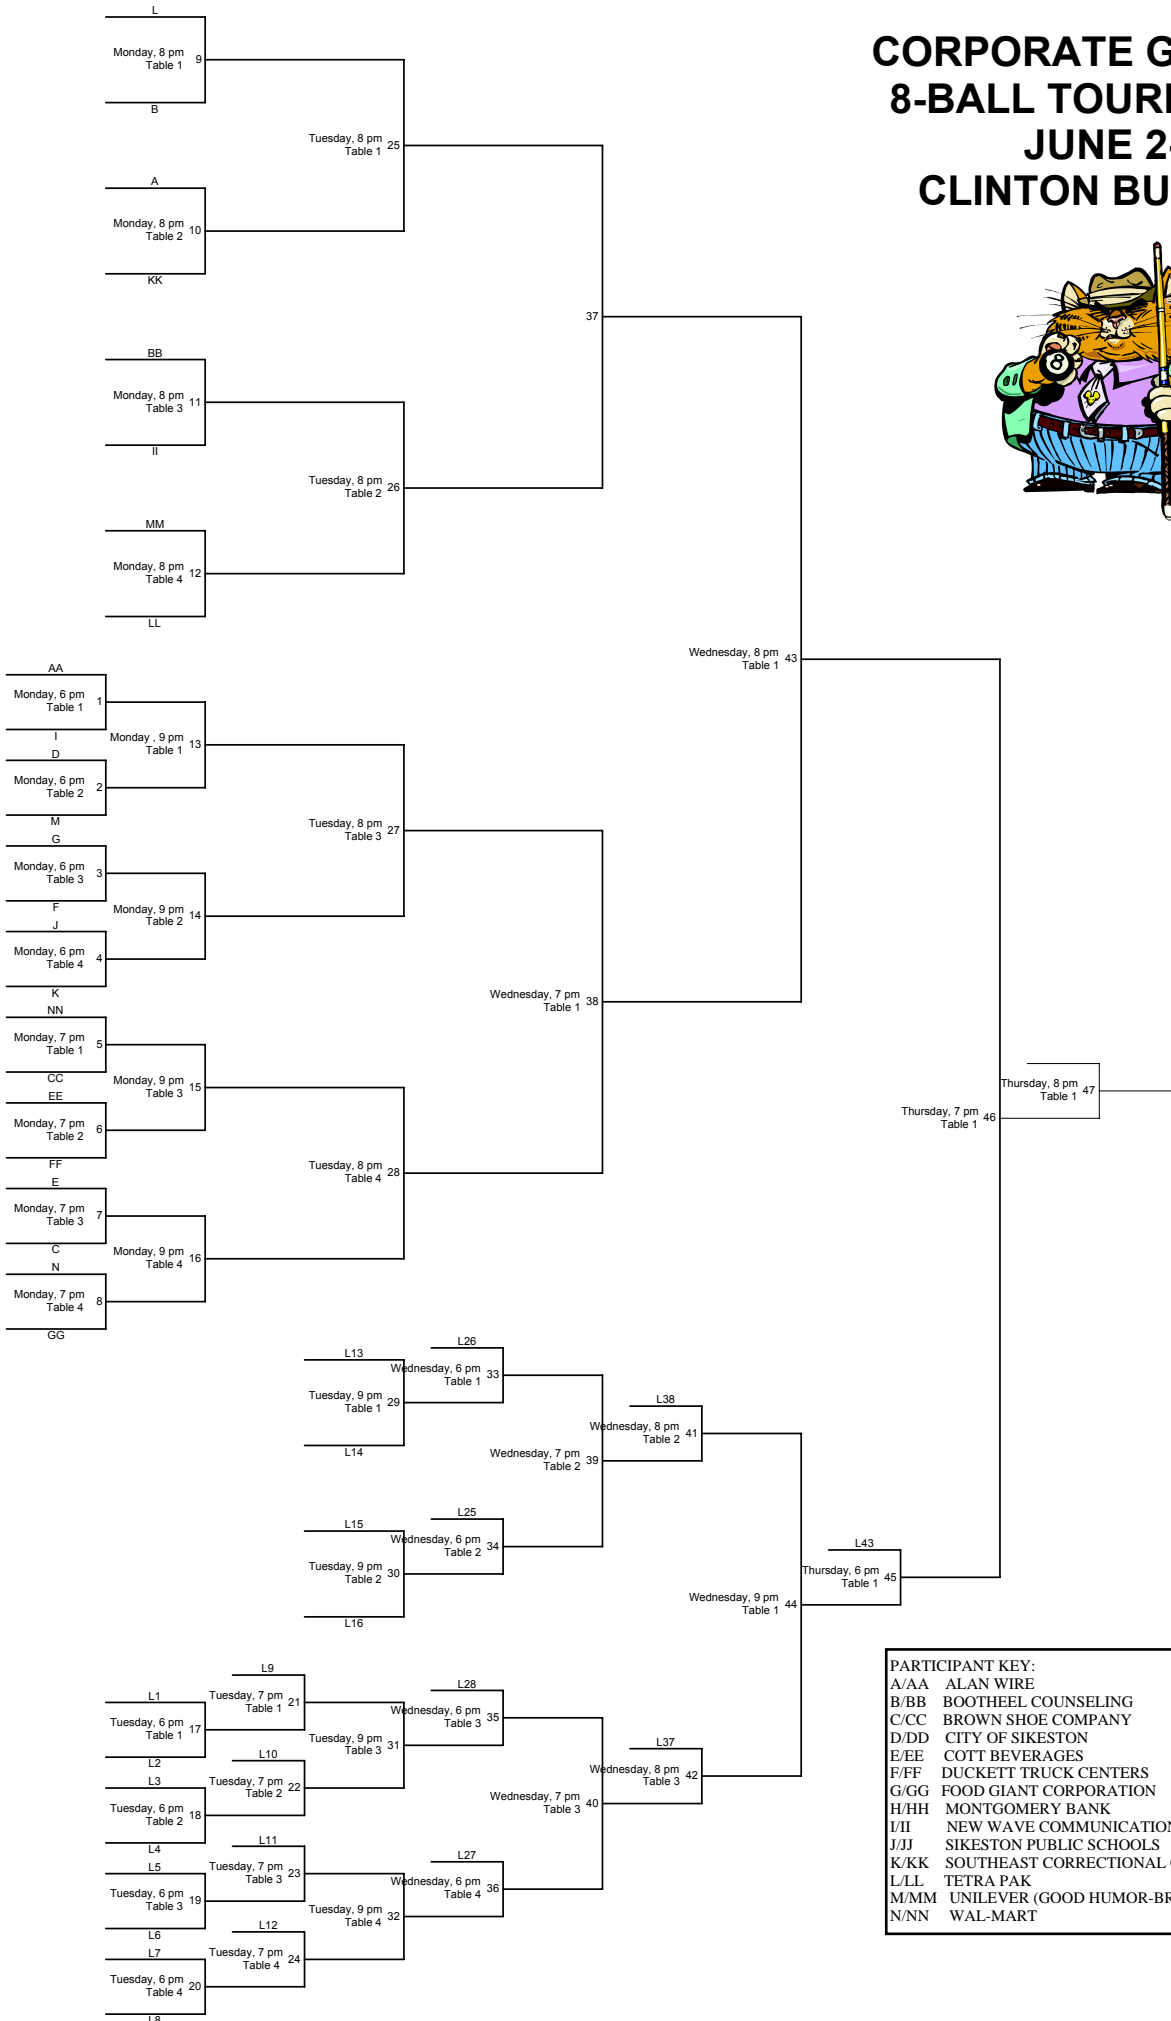 CORPORATE G
8-BALL TOUR
JUNE 2-
CLINTON BU
L
Monday, 8 pm
Table 1
9
B
Tuesday, 8 pm
Table 1
25
A
Monday, 8 pm
Table 2
10
KK
37
BB
Monday, 8 pm
Table 3
11
II
Tuesday, 8 pm
Table 2
26
MM
Monday, 8 pm
Table 4
12
LL
8
Wednesday, 8 pm
Table 1
43
AA
Monday, 6 pm
Table 1
1
I
Monday , 9 pm
Table 1
13
D
Monday, 6 pm
Table 2
2
M
Tuesday, 8 pm
Table 3
27
G
Monday, 6 pm
Table 3
3
F
Monday, 9 pm
Table 2
14
J
Monday, 6 pm
Table 4
4
K
Wednesday, 7 pm
Table 1
38
NN
Monday, 7 pm
Table 1
5
CC
Monday, 9 pm
Table 3
15
EE
Monday, 7 pm
Table 2
6
FF
Tuesday, 8 pm
Table 4
28
E
Monday, 7 pm
Table 3
7
C
Monday, 9 pm
Table 4
16
N
Monday, 7 pm
Table 4
8
GG
Thursday, 8 pm
Table 1
47
Thursday, 7 pm
Table 1
46
L26
L13
Wednesday, 6 pm
Table 1
33
Tuesday, 9 pm
Table 1
29
L14
L38
Wednesday, 8 pm
Table 2
41
Wednesday, 7 pm
Table 2
39
L25
L15
Wednesday, 6 pm
Table 2
34
Tuesday, 9 pm
Table 2
30
L16
L43
Thursday, 6 pm
Table 1
45
Wednesday, 9 pm
Table 1
44
L9
L1
Tuesday, 7 pm
Table 1
21
Tuesday, 6 pm
Table 1
17
L2
L28
Wednesday, 6 pm
Table 3
35
Tuesday, 9 pm
Table 3
31
L10
L3
Tuesday, 7 pm
Table 2
22
Tuesday, 6 pm
Table 2
18
L4
L37
Wednesday, 8 pm
Table 3
42
Wednesday, 7 pm
Table 3
40
L11
L5
Tuesday, 7 pm
Table 3
23
Tuesday, 6 pm
Table 3
19
L6
L27
Wednesday, 6 pm
Table 4
36
Tuesday, 9 pm
Table 4
32
L12
L7
Tuesday, 7 pm
Table 4
24
Tuesday, 6 pm
Table 4
20
L8
PARTICIPANT KEY:
A/AA ALAN WIRE
B/BB BOOTHEEL COUNSELING
C/CC BROWN SHOE COMPANY
D/DD CITY OF SIKESTON
E/EE COTT BEVERAGES
F/FF DUCKETT TRUCK CENTERS
G/GG FOOD GIANT CORPORATION
H/HH MONTGOMERY BANK
I/II NEW WAVE COMMUNICATION
J/JJ SIKESTON PUBLIC SCHOOLS
K/KK SOUTHEAST CORRECTIONAL
L/LL TETRA PAK
M/MM UNILEVER (GOOD HUMOR-BR
N/NN WAL-MART